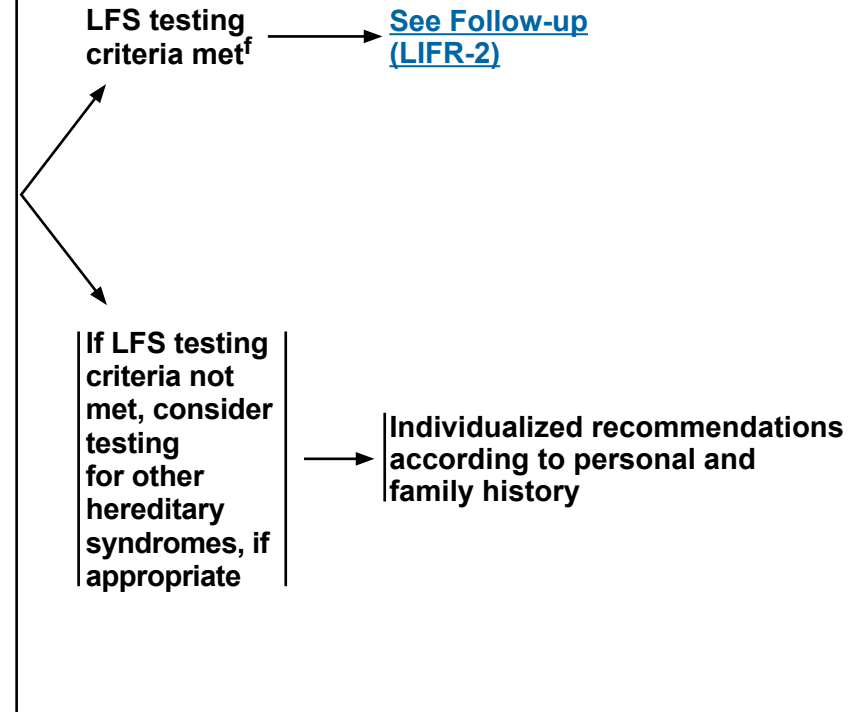 LFS testing
criteria metf
See Follow-up
(LIFR-2)
If LFS testing
criteria not
met, consider
testing
for other
hereditary
syndromes, if
appropriate
Individualized recommendations
according to personal and
family history